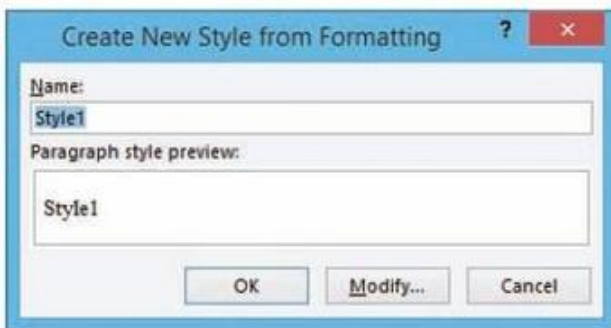 Create New Style from Formatting ? ×
Name:
Style1
Paragraph style preview:
Style1
OK Modify... Cancel